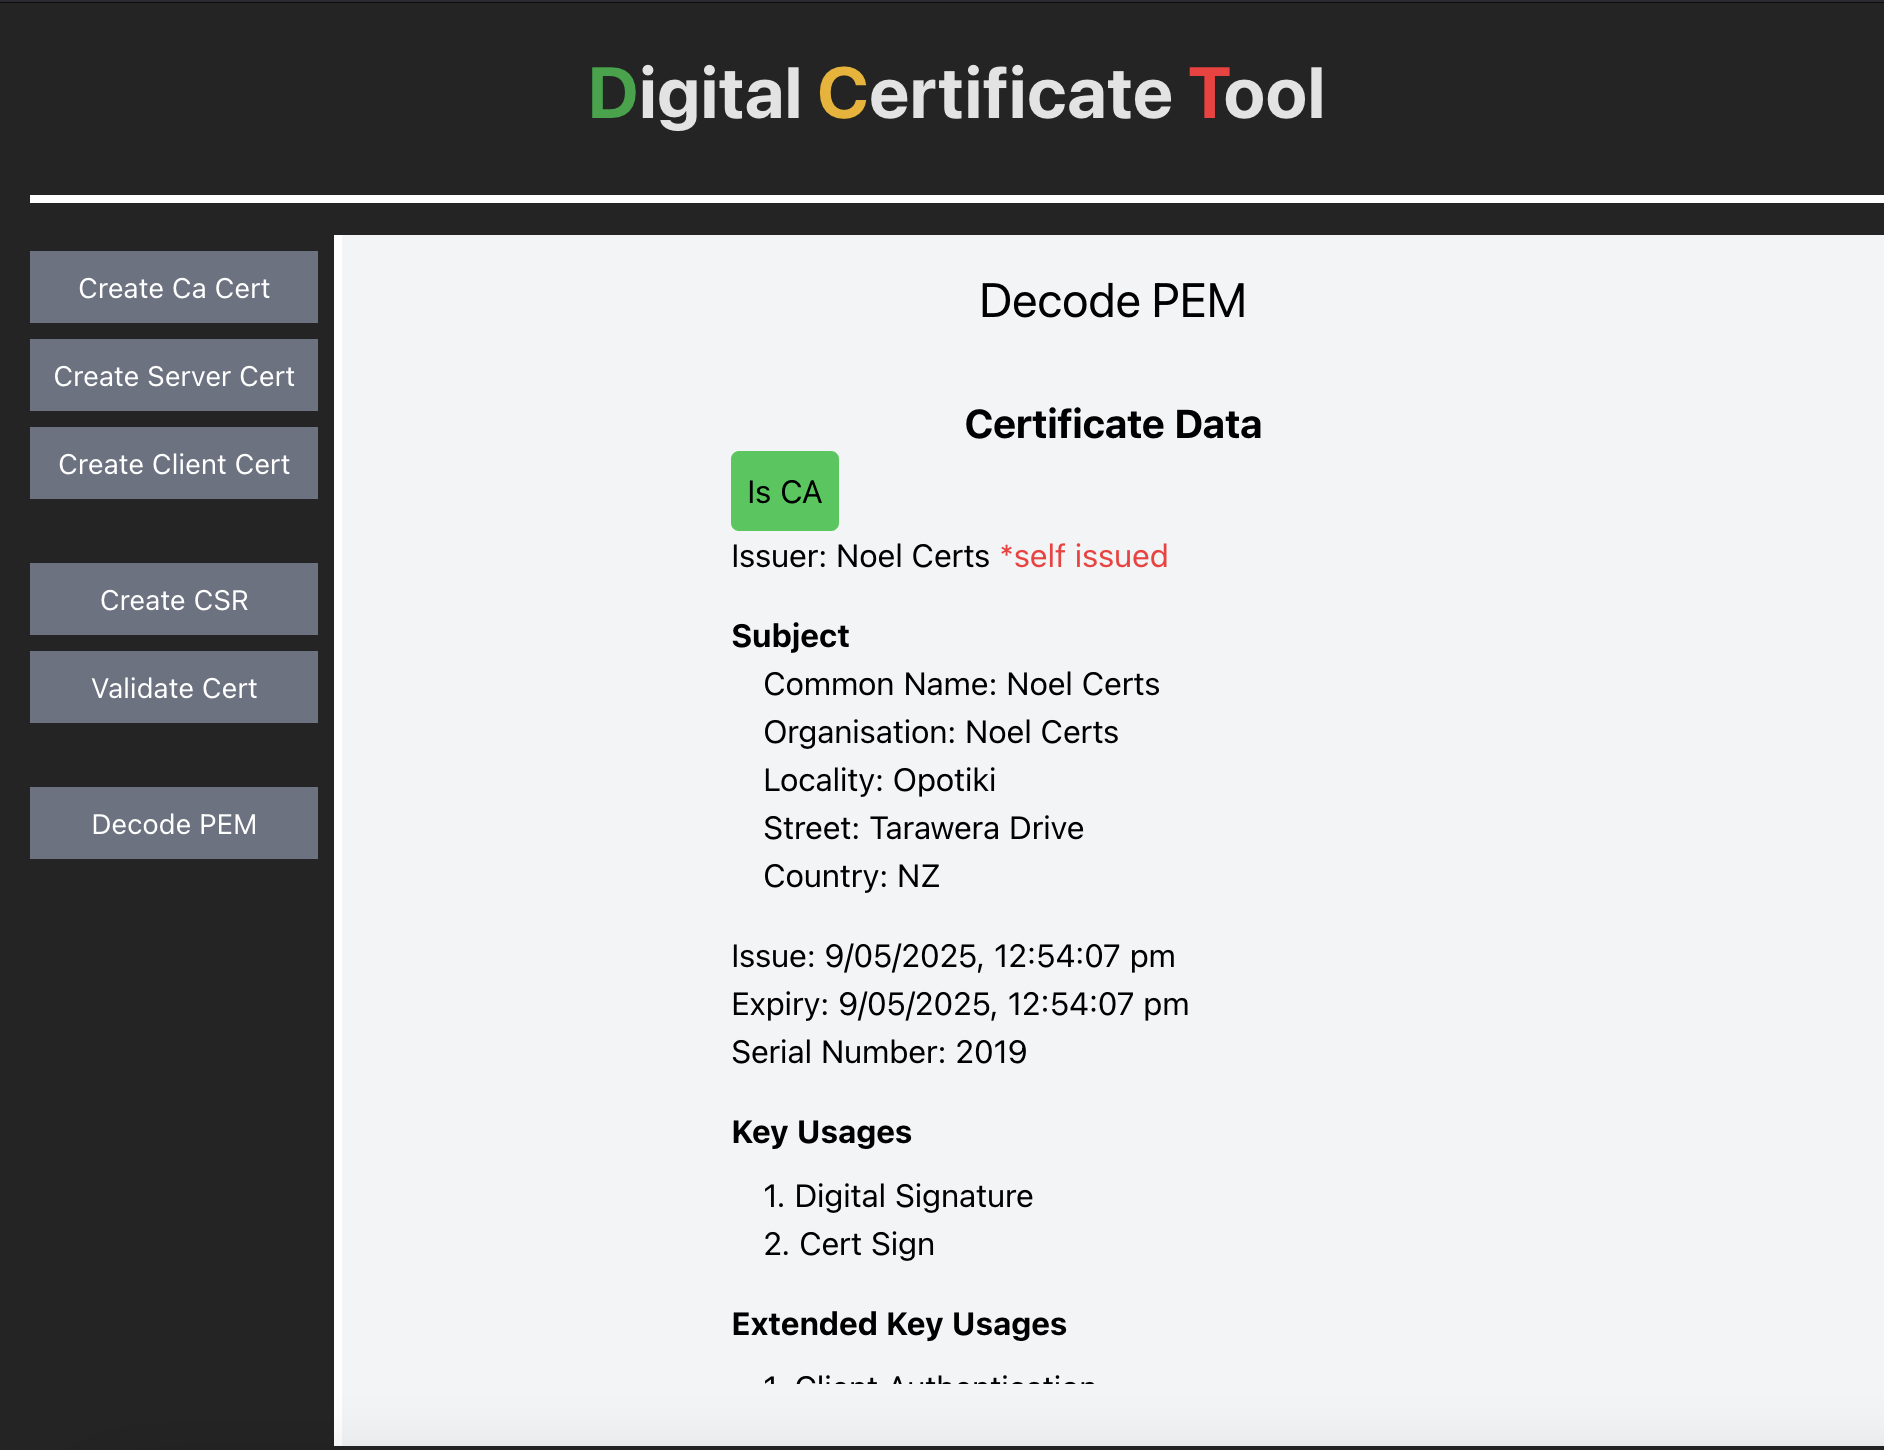 Digital Certificate Tool
Create Ca Cert
Create Server Cert
Create Client Cert
Create CSR
Validate Cert
Decode PEM
Decode PEM
Certificate Data
Is CA
Issuer: Noel Certs *self issued
Subject
Common Name: Noel Certs
Organisation: Noel Certs
Locality: Opotiki
Street: Tarawera Drive
Country: NZ
Issue: 9/05/2025, 12:54:07 pm
Expiry: 9/05/2025, 12:54:07 pm
Serial Number: 2019
Key Usages
1. Digital Signature
2. Cert Sign
Extended Key Usages
1. Client Authentication